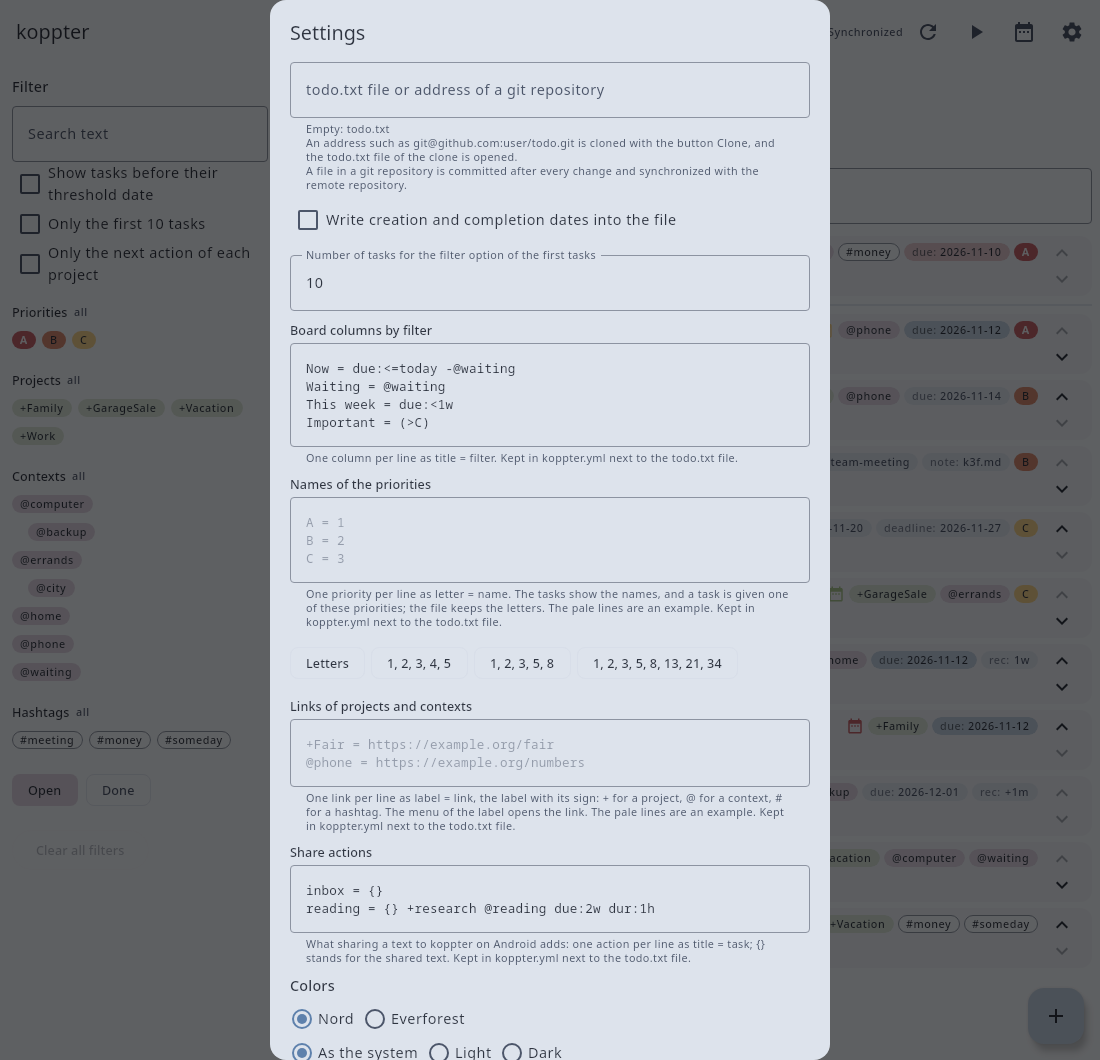 koppter
Synchronized
Filter
Search text
Show tasks before their
threshold date
Only the first 10 tasks
Only the next action of each
project
Priorities all
A B C
Projects all
+Family +GarageSale +Vacation
+Work
Contexts all
@computer
@backup
@errands
@city
@home
@phone
@waiting
Hashtags all
#meeting #money #someday
Open Done
Clear all filters
Settings
todo.txt file or address of a git repository
Empty: todo.txt
An address such as git@github.com:user/todo.git is cloned with the button Clone, and
the todo.txt file of the clone is opened.
A file in a git repository is committed after every change and synchronized with the
remote repository.
Write creation and completion dates into the file
Number of tasks for the filter option of the first tasks
10
Board columns by filter
Now = due:<=today -@waiting
Waiting = @waiting
This week = due:<1w
Important = (>C)
One column per line as title = filter. Kept in koppter.yml next to the todo.txt file.
Names of the priorities
A = 1
B = 2
C = 3
One priority per line as letter = name. The tasks show the names, and a task is given one
of these priorities; the file keeps the letters. The pale lines are an example. Kept in
koppter.yml next to the todo.txt file.
Letters 1, 2, 3, 4, 5 1, 2, 3, 5, 8 1, 2, 3, 5, 8, 13, 21, 34
Links of projects and contexts
+Fair = https://example.org/fair
@phone = https://example.org/numbers
One link per line as label = link, the label with its sign: + for a project, @ for a context, #
for a hashtag. The menu of the label opens the link. The pale lines are an example. Kept
in koppter.yml next to the todo.txt file.
Share actions
inbox = {}
reading = {} +research @reading due:2w dur:1h
What sharing a text to koppter on Android adds: one action per line as title = task; {}
stands for the shared text. Kept in koppter.yml next to the todo.txt file.
Colors
Nord Everforest
As the system Light Dark
#money due: 2026-11-10 A
@phone due: 2026-11-12 A
@phone due: 2026-11-14 B
team-meeting note: k3f.md B
-11-20 deadline: 2026-11-27 C
+GarageSale @errands C
home due: 2026-11-12 rec: 1w
+Family due: 2026-11-12
kup due: 2026-12-01 rec: +1m
acation @computer @waiting
+Vacation #money #someday
+